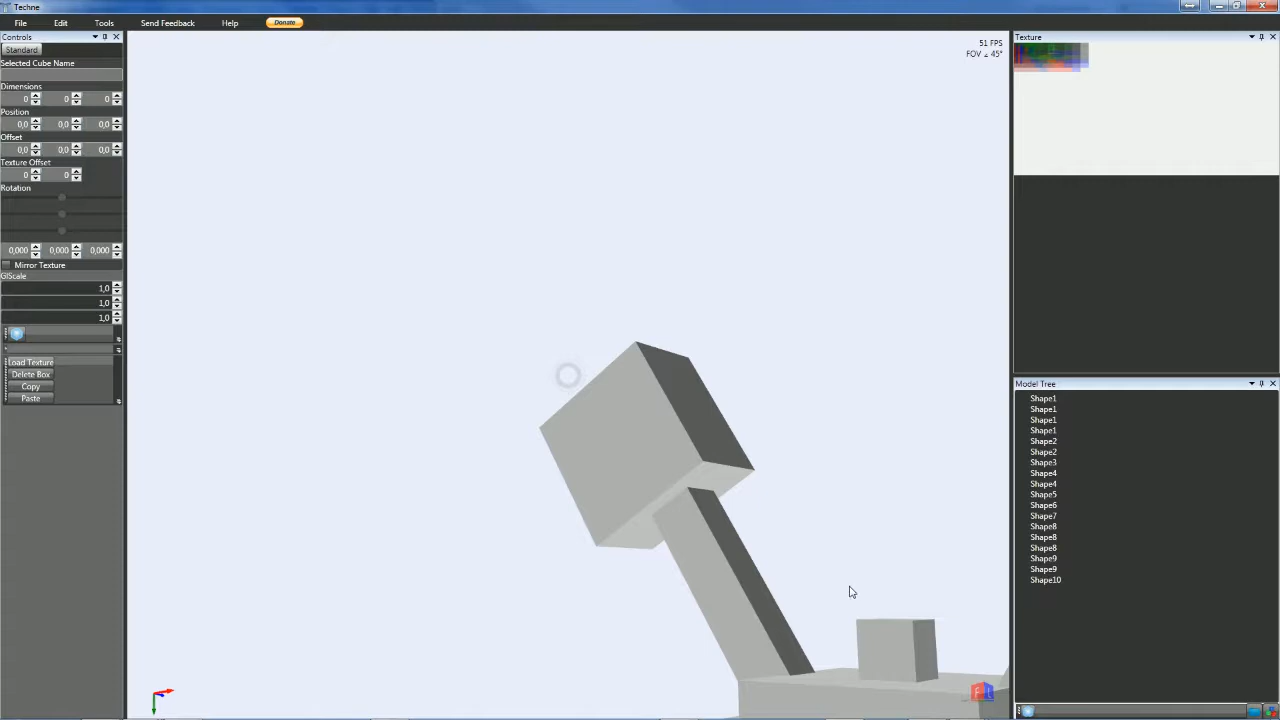 Techne
File Edit Tools Send Feedback Help Donate
Controls
Standard
Selected Cube Name
Dimensions
0 0 0
Position
0,0 0,0 0,0
Offset
0,0 0,0 0,0
Texture Offset
0 0
Rotation
0,000 0,000 0,000
Mirror Texture
GlScale
1,0
1,0
1,0
Load Texture
Delete Box
Copy
Paste
51 FPS
FOV ∠ 45°
F L
Texture
Model Tree
Shape1
Shape1
Shape1
Shape1
Shape2
Shape2
Shape3
Shape4
Shape4
Shape5
Shape6
Shape7
Shape8
Shape8
Shape8
Shape9
Shape9
Shape10